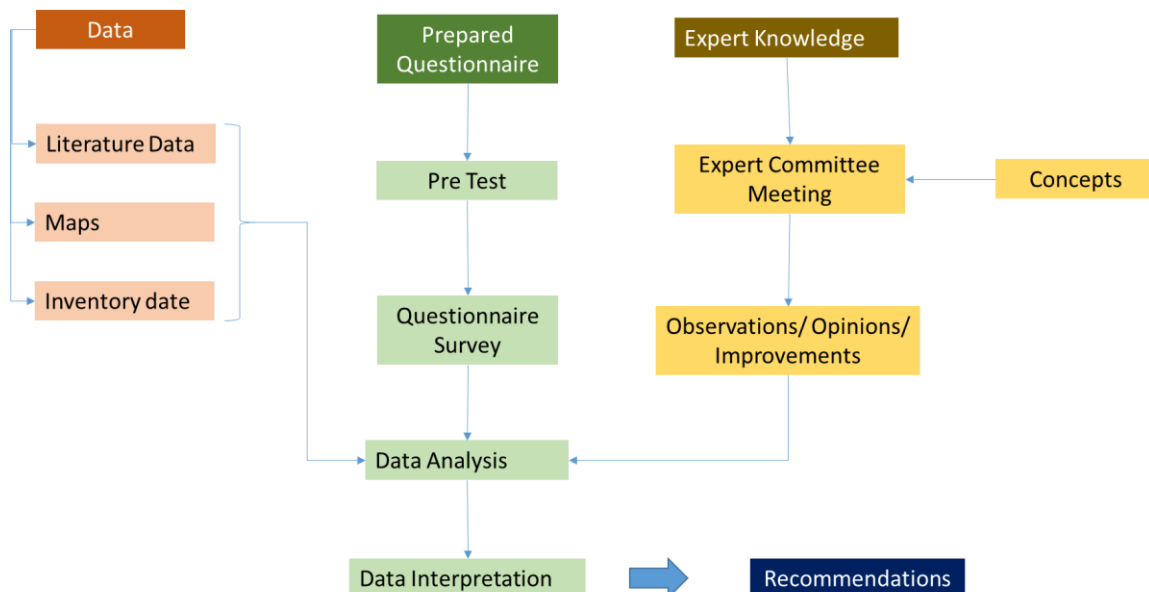 Data
Prepared
Questionnaire
Expert Knowledge
Literature Data
Maps
Inventory date
Pre Test
Expert Committee
Meeting
Concepts
Questionnaire
Survey
Observations/ Opinions/
Improvements
Data Analysis
Data Interpretation
Recommendations